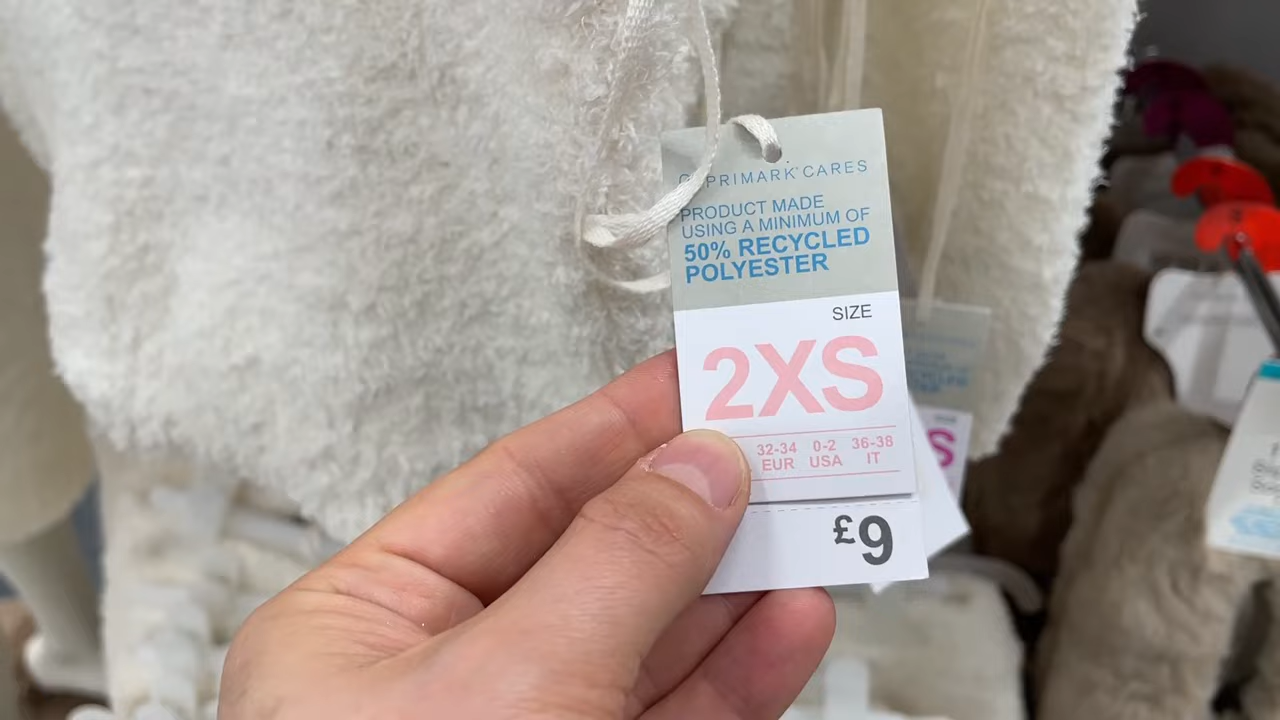 PRIMARK CARES
PRODUCT MADE
USING A MINIMUM OF
50% RECYCLED
POLYESTER
SIZE
2XS
32-34 0-2 36-38
EUR USA IT
£9
S